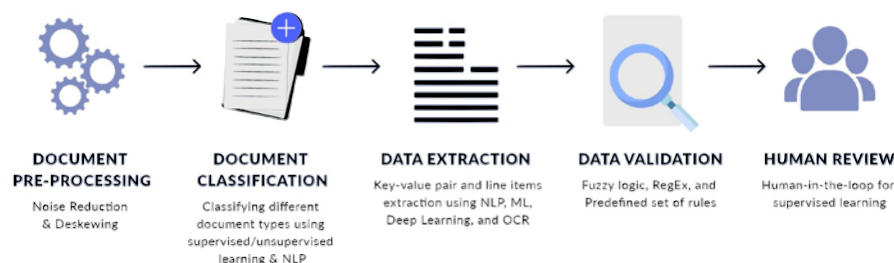 DOCUMENT
PRE-PROCESSING
Noise Reduction
& Deskewing
DOCUMENT
CLASSIFICATION
Classifying different
document types using
supervised/unsupervised
learning & NLP
DATA EXTRACTION
Key-value pair and line items
extraction using NLP, ML,
Deep Learning, and OCR
DATA VALIDATION
Fuzzy logic, RegEx, and
Predefined set of rules
HUMAN REVIEW
Human-in-the-loop for
supervised learning